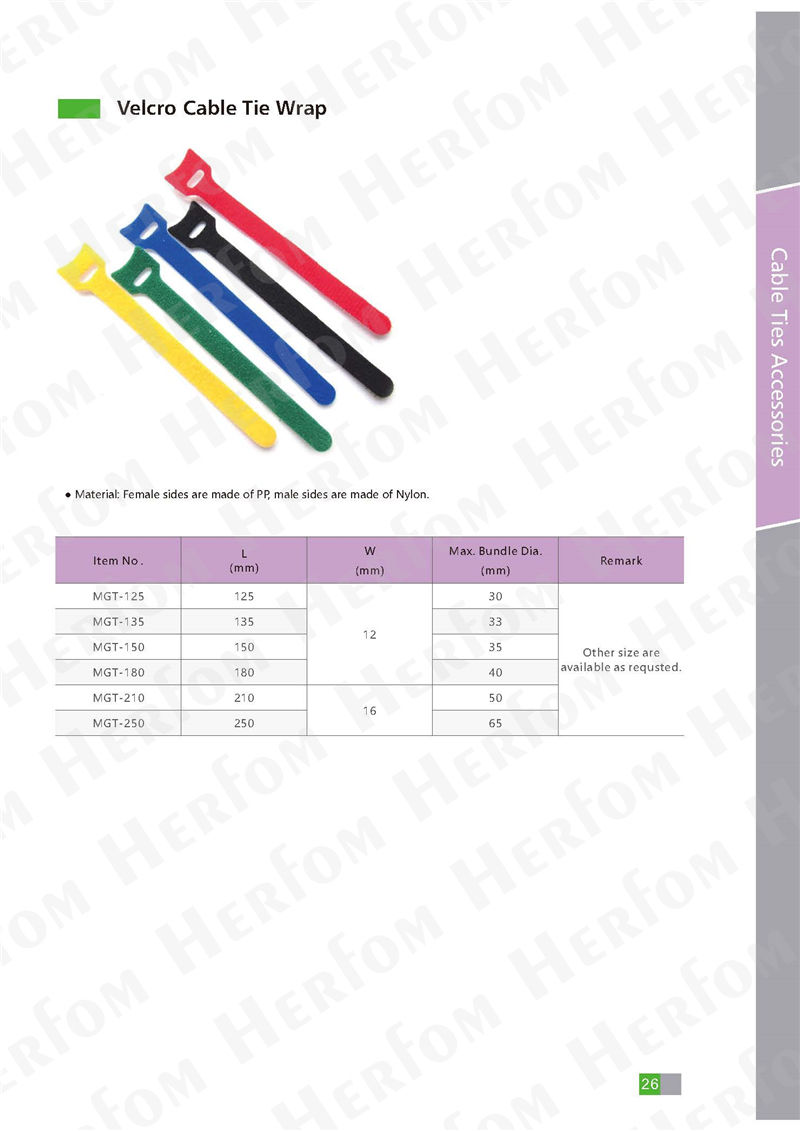 Velcro Cable Tie Wrap
Cable Ties Accessories
● Material: Female sides are made of PP, male sides are made of Nylon.
Item No. L (mm) W (mm) Max. Bundle Dia. (mm) Remark
MGT-125 125 12 30 Other size are available as requsted.
MGT-135 135 33
MGT-150 150 35
MGT-180 180 40
MGT-210 210 16 50
MGT-250 250 65
26
HERFOM